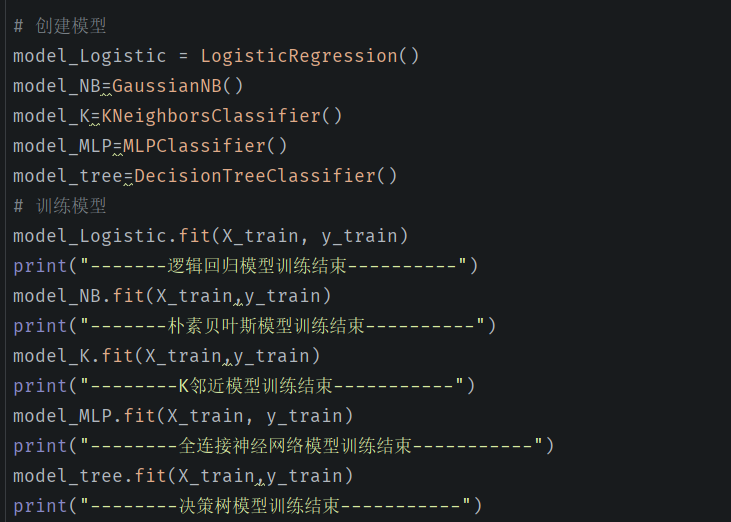 # 创建模型
model_Logistic = LogisticRegression()
model_NB=GaussianNB()
model_K=KNeighborsClassifier()
model_MLP=MLPClassifier()
model_tree=DecisionTreeClassifier()
# 训练模型
model_Logistic.fit(X_train, y_train)
print("-------逻辑回归模型训练结束----------")
model_NB.fit(X_train,y_train)
print("-------朴素贝叶斯模型训练结束----------")
model_K.fit(X_train,y_train)
print("--------K邻近模型训练结束-----------")
model_MLP.fit(X_train, y_train)
print("--------全连接神经网络模型训练结束-----------")
model_tree.fit(X_train,y_train)
print("--------决策树模型训练结束-----------")